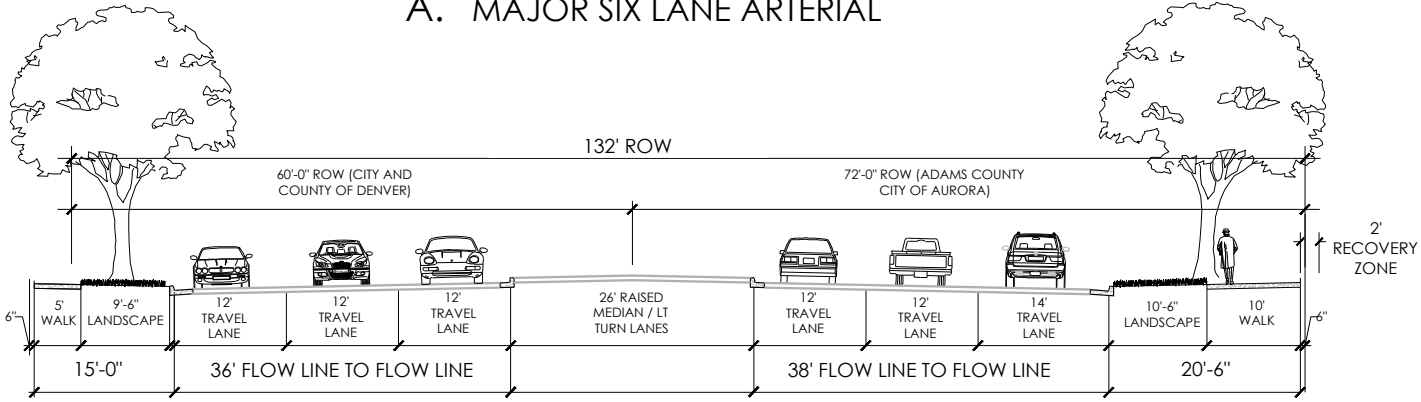 A. MAJOR SIX LANE ARTERIAL
132' ROW
60'-0" ROW (CITY AND
COUNTY OF DENVER)
72'-0" ROW (ADAMS COUNTY
CITY OF AURORA)
2'
RECOVERY
ZONE
6"
5'
WALK
9'-6"
LANDSCAPE
12'
TRAVEL
LANE
12'
TRAVEL
LANE
12'
TRAVEL
LANE
26' RAISED
MEDIAN / LT
TURN LANES
12'
TRAVEL
LANE
12'
TRAVEL
LANE
14'
TRAVEL
LANE
10'-6"
LANDSCAPE
10'
WALK
6"
15'-0"
36' FLOW LINE TO FLOW LINE
38' FLOW LINE TO FLOW LINE
20'-6"